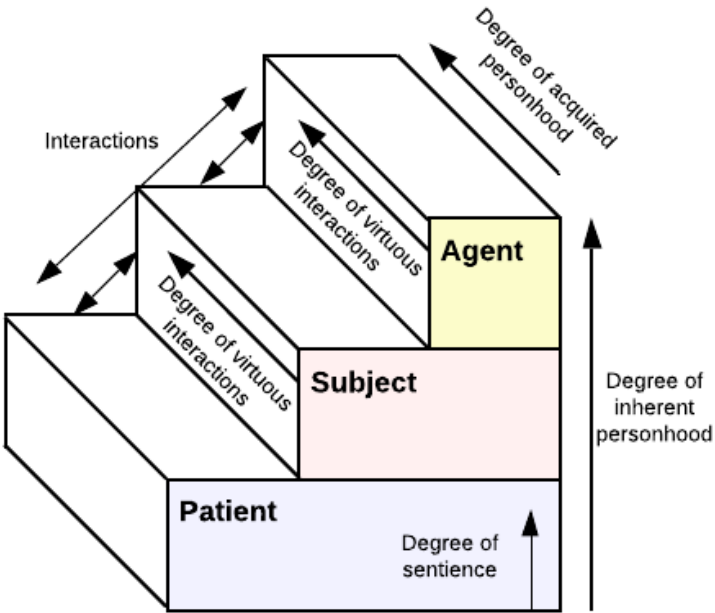 Degree of acquired
personhood
Interactions
Degree of virtuous
interactions
Agent
Degree of virtuous
interactions
Subject
Degree of
inherent
personhood
Patient
Degree of
sentience